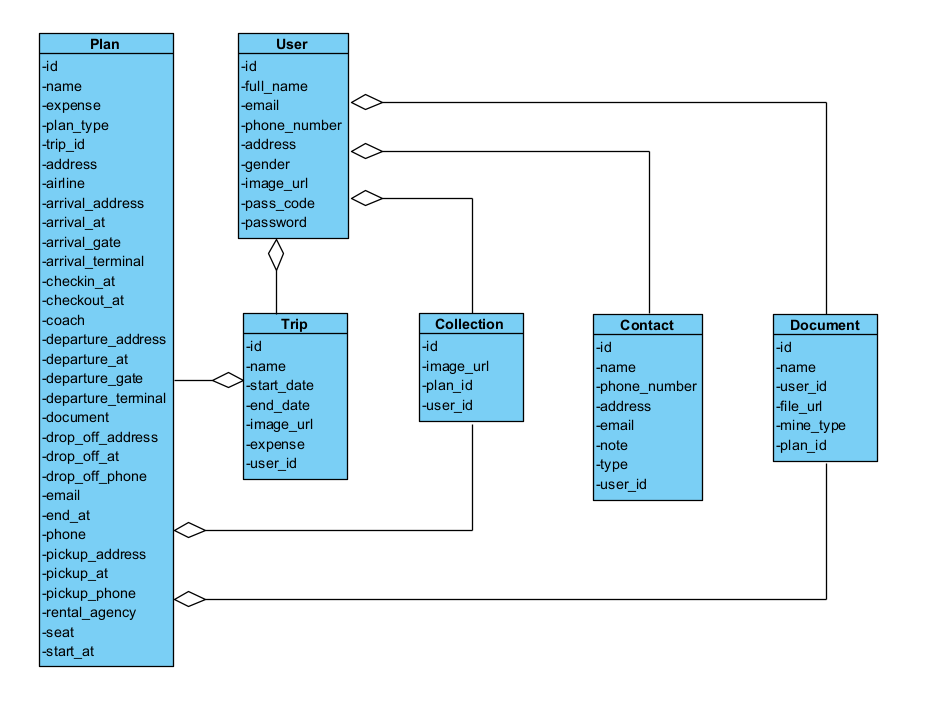 Plan
-id
-name
-expense
-plan_type
-trip_id
-address
-airline
-arrival_address
-arrival_at
-arrival_gate
-arrival_terminal
-checkin_at
-checkout_at
-coach
-departure_address
-departure_at
-departure_gate
-departure_terminal
-document
-drop_off_address
-drop_off_at
-drop_off_phone
-email
-end_at
-phone
-pickup_address
-pickup_at
-pickup_phone
-rental_agency
-seat
-start_at
User
-id
-full_name
-email
-phone_number
-address
-gender
-image_url
-pass_code
-password
Trip
-id
-name
-start_date
-end_date
-image_url
-expense
-user_id
Collection
-id
-image_url
-plan_id
-user_id
Contact
-id
-name
-phone_number
-address
-email
-note
-type
-user_id
Document
-id
-name
-user_id
-file_url
-mine_type
-plan_id